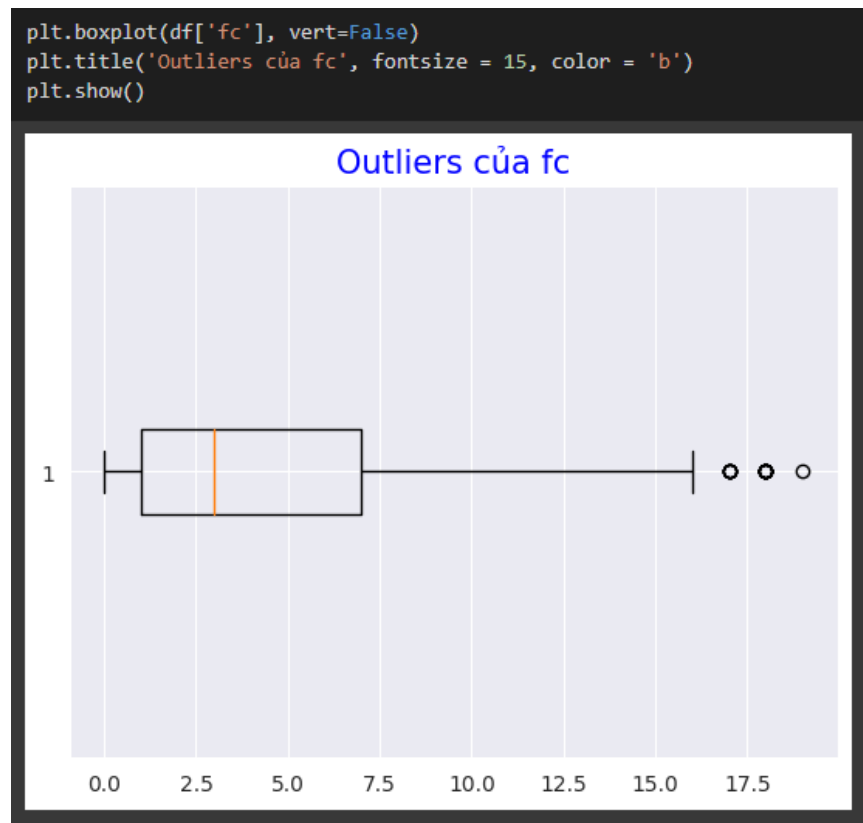 plt.boxplot(df['fc'], vert=False)
plt.title('Outliers của fc', fontsize = 15, color = 'b')
plt.show()
Outliers của fc
1
0.0 2.5 5.0 7.5 10.0 12.5 15.0 17.5